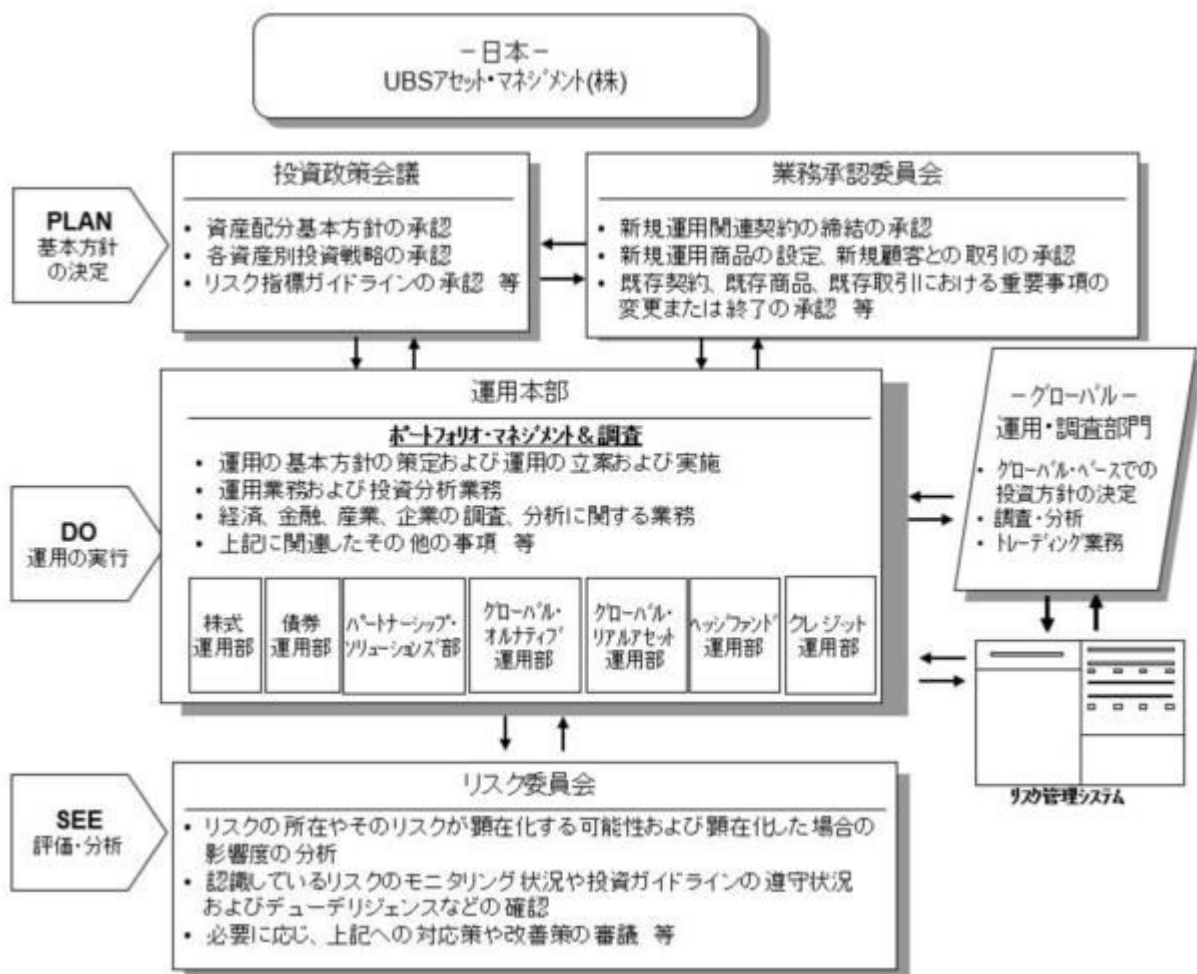 －日本－
UBSアセット・マネジメント(株)
PLAN
基本方針
の決定
投資政策会議
• 資産配分基本方針の承認
• 各資産別投資戦略の承認
• リスク指標ガイドラインの承認 等
業務承認委員会
• 新規運用関連契約の締結の承認
• 新規運用商品の設定、新規顧客との取引の承認
• 既存契約、既存商品、既存取引における重要事項の
変更または終了の承認 等
DO
運用の実行
運用本部
ポートフォリオ・マネジメント＆調査
• 運用の基本方針の策定および運用の立案および実施
• 運用業務および投資分析業務
• 経済、金融、産業、企業の調査、分析に関する業務
• 上記に関連したその他の事項 等
株式
運用部
債券
運用部
パートナーシップ・
ソリューションズ部
グローバル・
オルナティブ
運用部
グローバル・
リアルアセット
運用部
ヘッジファンド
運用部
クレジット
運用部
－グローバル－
運用・調査部門
• グローバル・ベースでの
投資方針の決定
• 調査・分析
• トレーディング業務
リスク管理システム
SEE
評価・分析
リスク委員会
• リスクの所在やそのリスクが顕在化する可能性および顕在化した場合の
影響度の分析
• 認識しているリスクのモニタリング状況や投資ガイドラインの遵守状況
およびデューデリジェンスなどの確認
• 必要に応じ、上記への対応策や改善策の審議 等